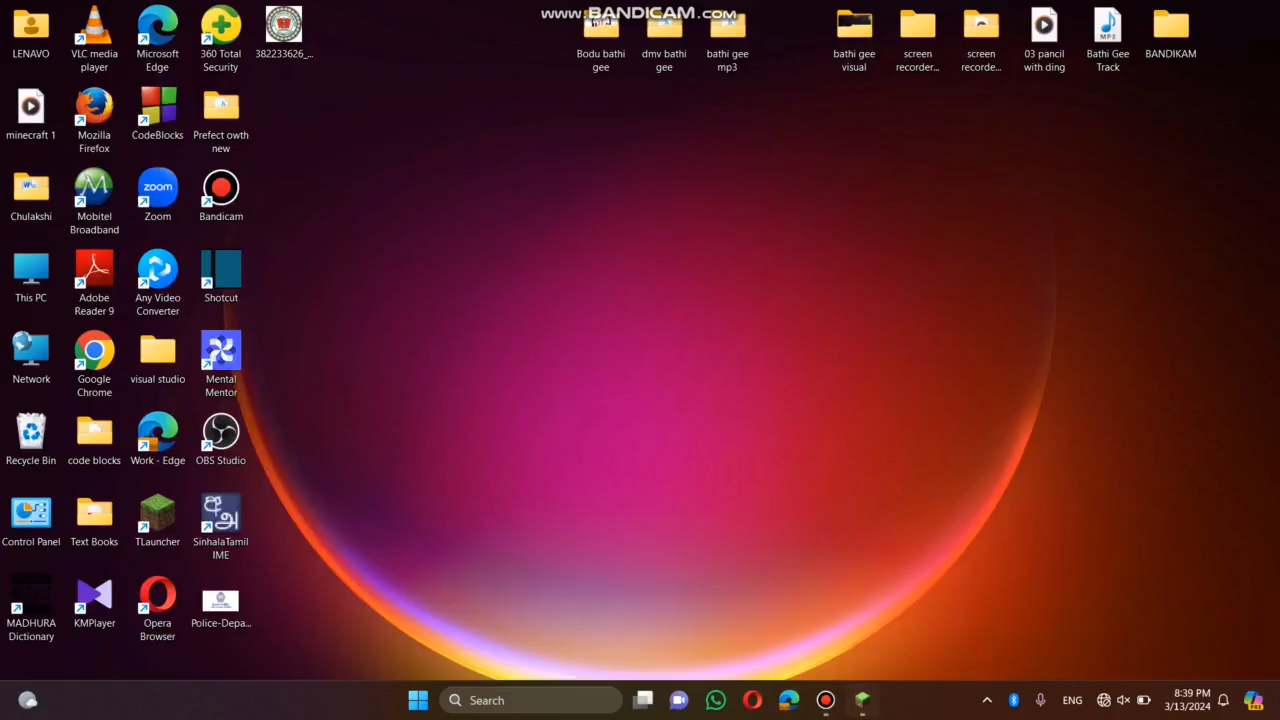 www.BANDICAM.com
LENAVO
VLC media
player
Microsoft
Edge
360 Total
Security
382233626_...
Bodu bathi
gee
dmv bathi
gee
bathi gee
mp3
bathi gee
visual
screen
recorder...
screen
recorde...
03 pancil
with ding
MP3
Bathi Gee
Track
BANDIKAM
minecraft 1
Mozilla
Firefox
CodeBlocks
Prefect owth
new
Chulakshi
Mobitel
Broadband
zoom
Zoom
Bandicam
This PC
Adobe
Reader 9
Any Video
Converter
Shotcut
Network
Google
Chrome
visual studio
Mental
Mentor
Recycle Bin
code blocks
Work - Edge
OBS Studio
Control Panel
Text Books
TLauncher
SinhalaTamil
IME
MADHURA
Dictionary
KMPlayer
Opera
Browser
Police-Depa...
Search
ENG
8:39 PM
3/13/2024